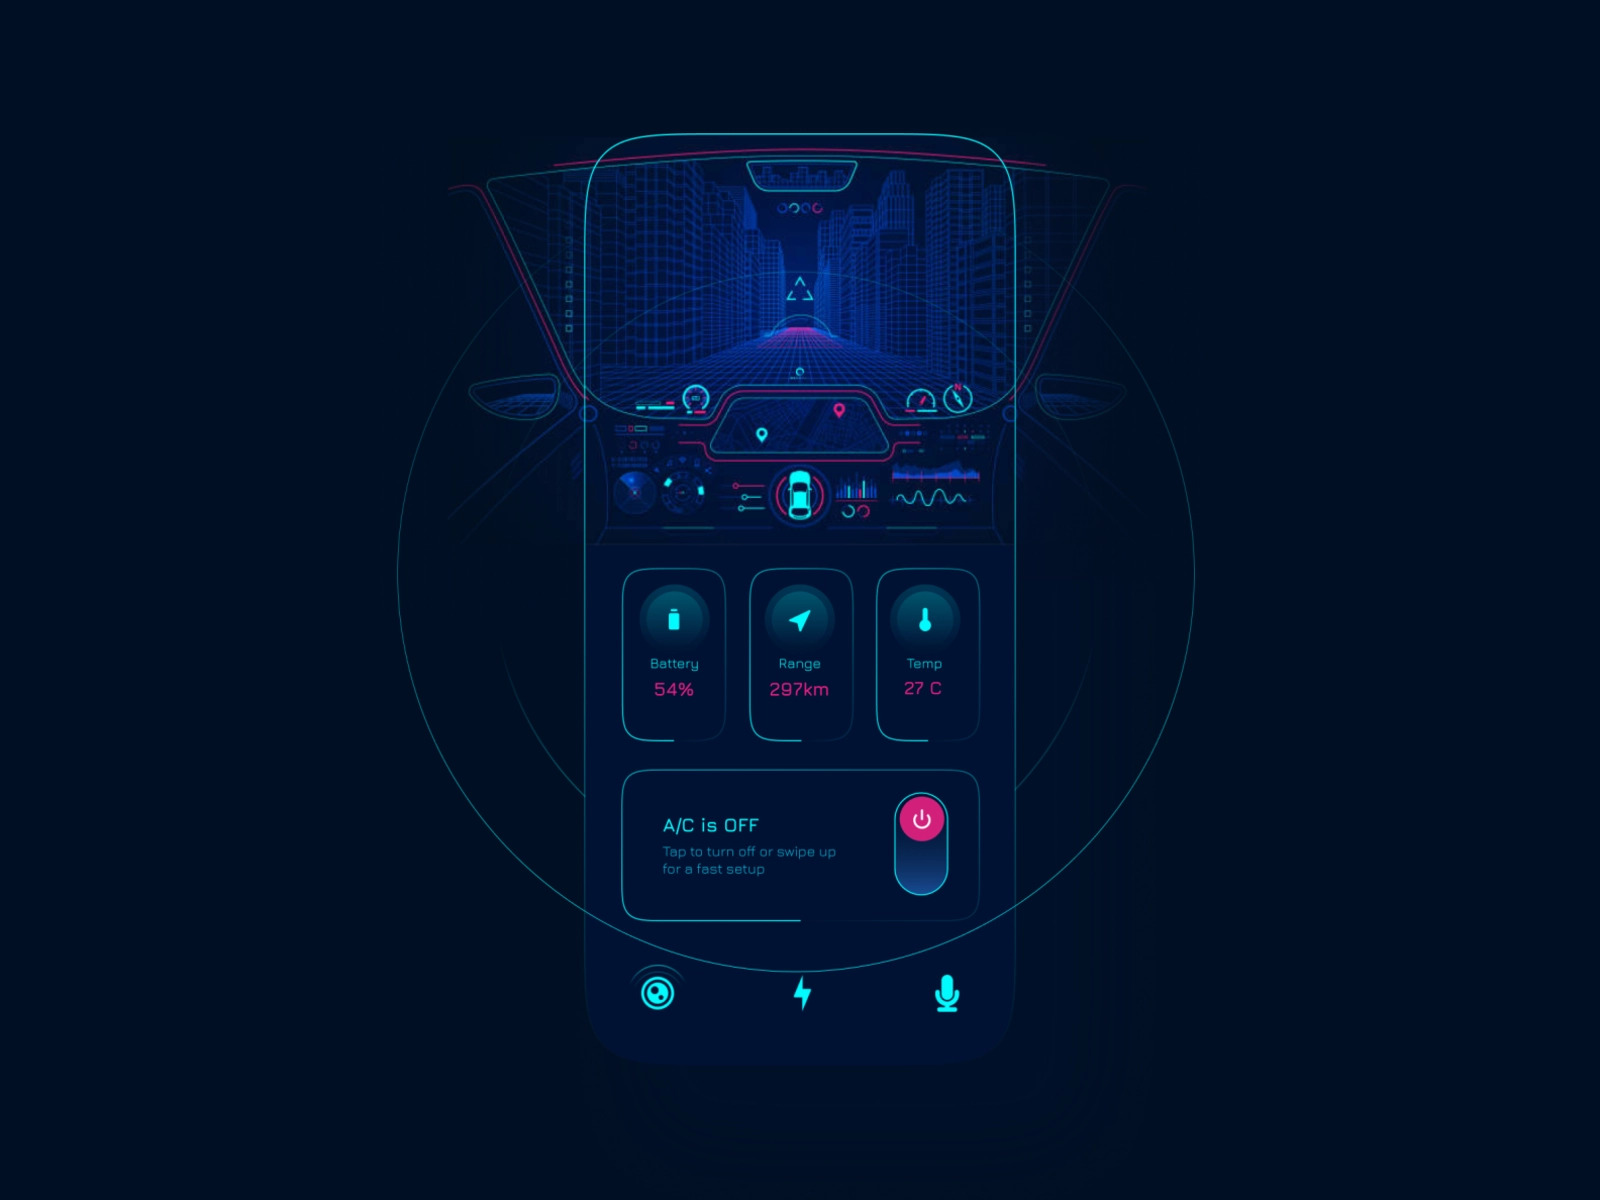 N
Battery
54%
Range
297km
Temp
27 C
A/C is OFF
Tap to turn off or swipe up
for a fast setup